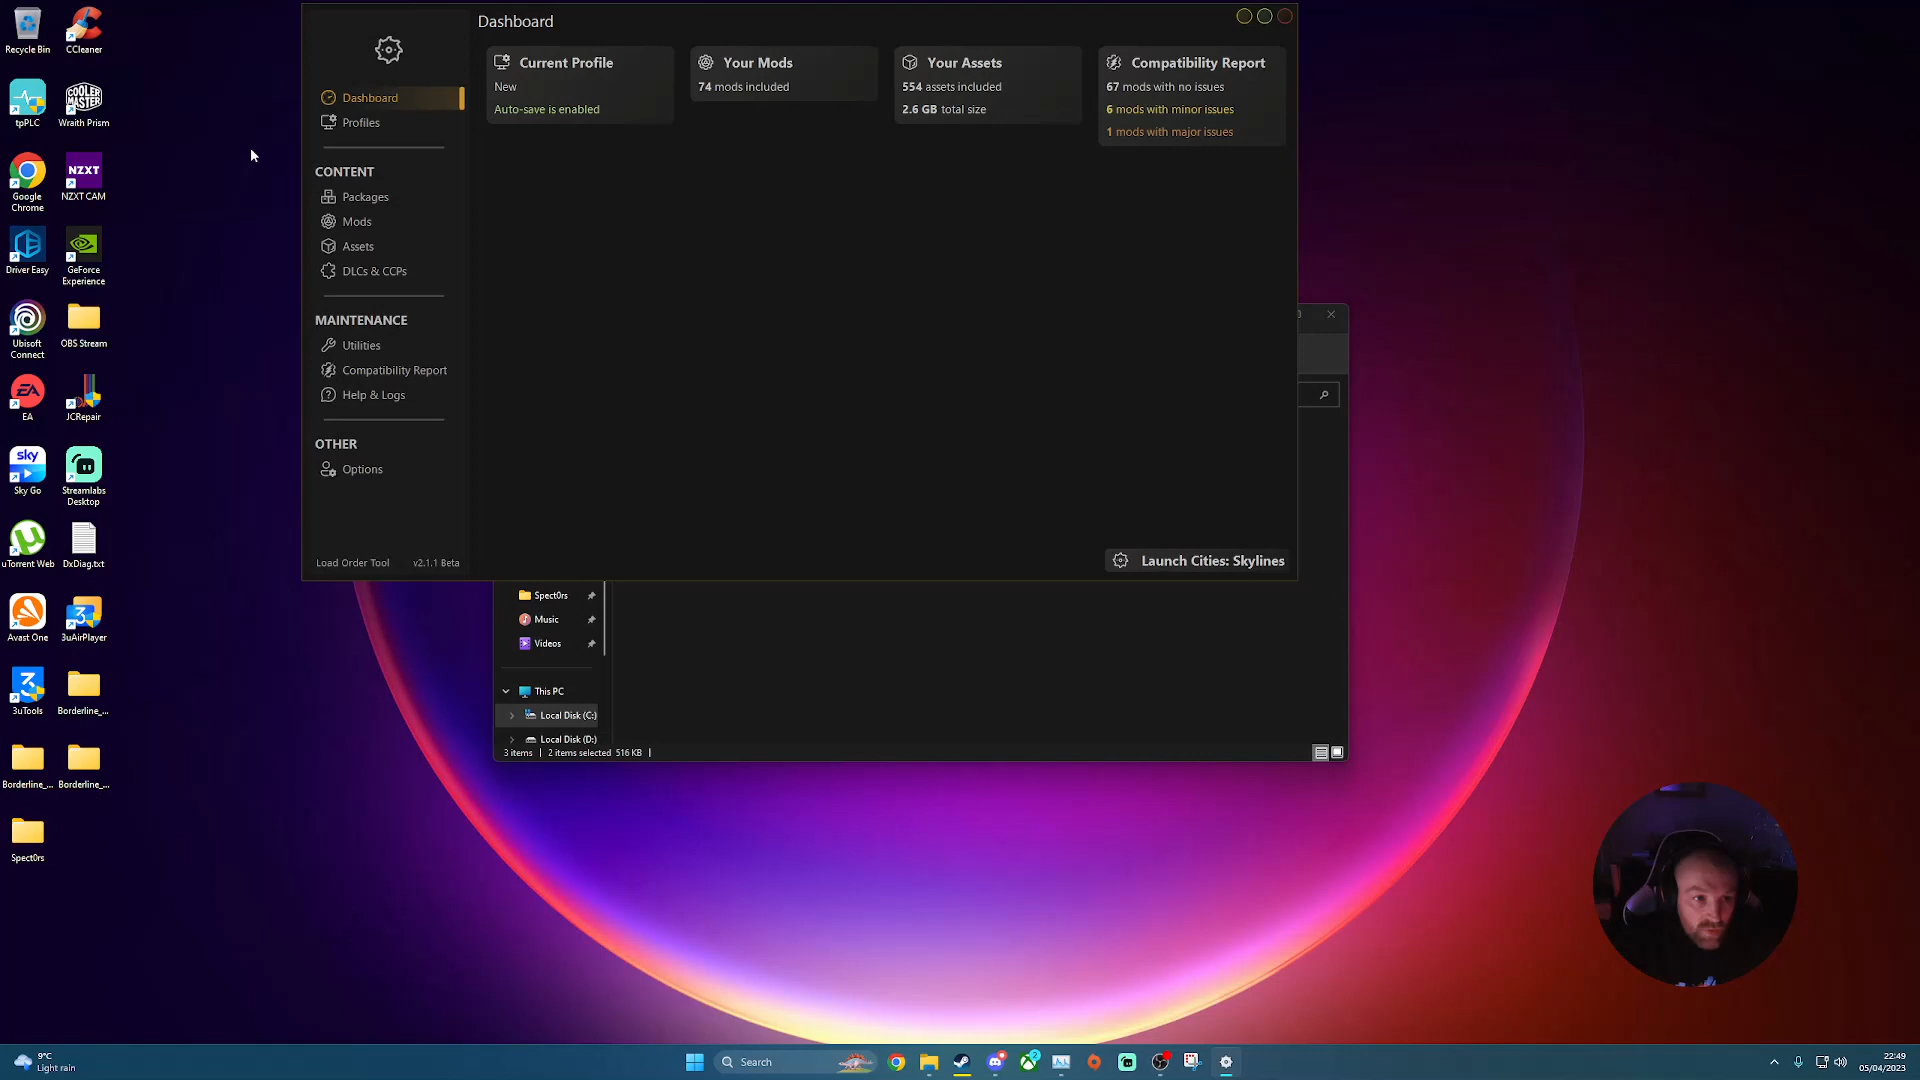 Recycle Bin
CCleaner
tpPLC
COOLER MASTER
Wraith Prism
Google Chrome
NZXT
NZXT CAM
Driver Easy
GeForce Experience
Ubisoft Connect
OBS Stream
EA
EA
JCRepair
sky
Sky Go
Streamlabs Desktop
uTorrent Web
DxDiag.txt
Avast One
3uAirPlayer
3uTools
Borderline_...
Borderline_...
Borderline_...
Spect0rs
Dashboard
Profiles
CONTENT
Packages
Mods
Assets
DLCs & CCPs
MAINTENANCE
Utilities
Compatibility Report
Help & Logs
OTHER
Options
Load Order Tool v2.1.1 Beta
Dashboard
Current Profile
New
Auto-save is enabled
Your Mods
74 mods included
Your Assets
554 assets included
2.6 GB total size
Compatibility Report
67 mods with no issues
6 mods with minor issues
1 mods with major issues
Launch Cities: Skylines
Spect0rs
Music
Videos
This PC
Local Disk (C:)
Local Disk (D:)
3 items 2 items selected 516 KB
9°C
Light rain
Search
2
22:49
05/04/2023